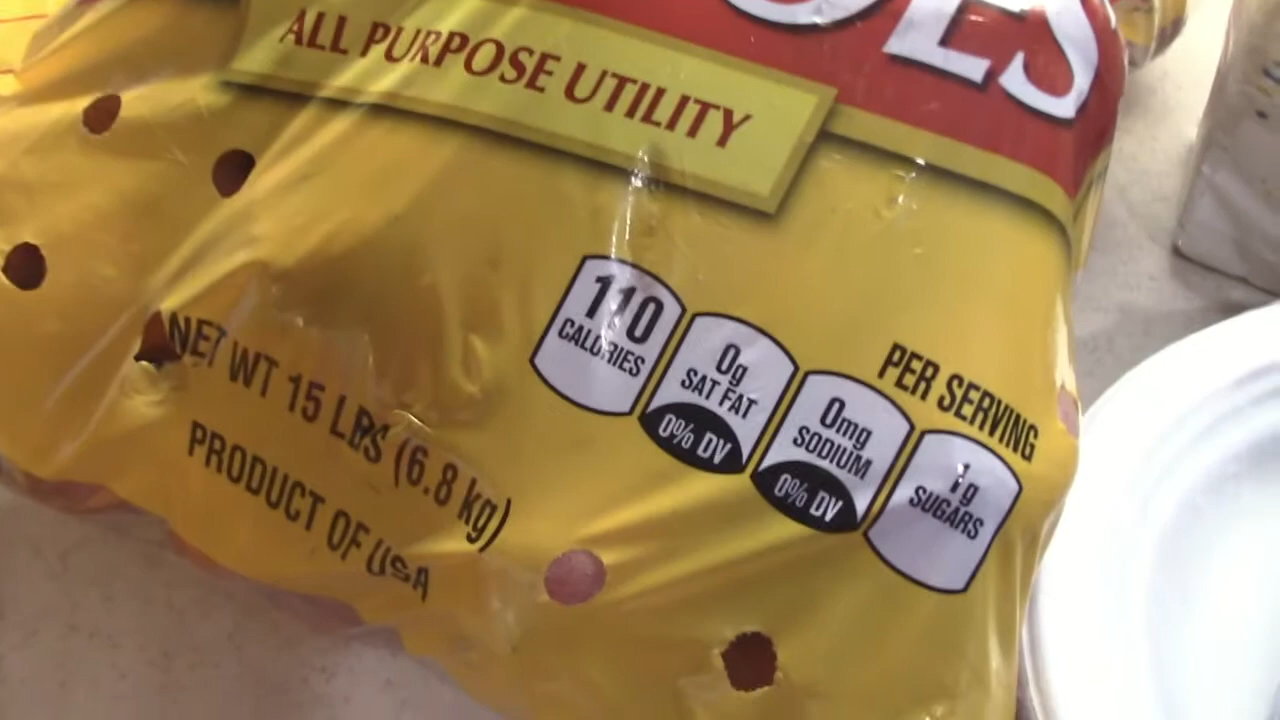 ALL PURPOSE UTILITY
110
CALORIES
0g
SAT FAT
0% DV
0mg
SODIUM
0% DV
PER SERVING
1g
SUGARS
NET WT 15 LBS (6.8 kg)
PRODUCT OF USA